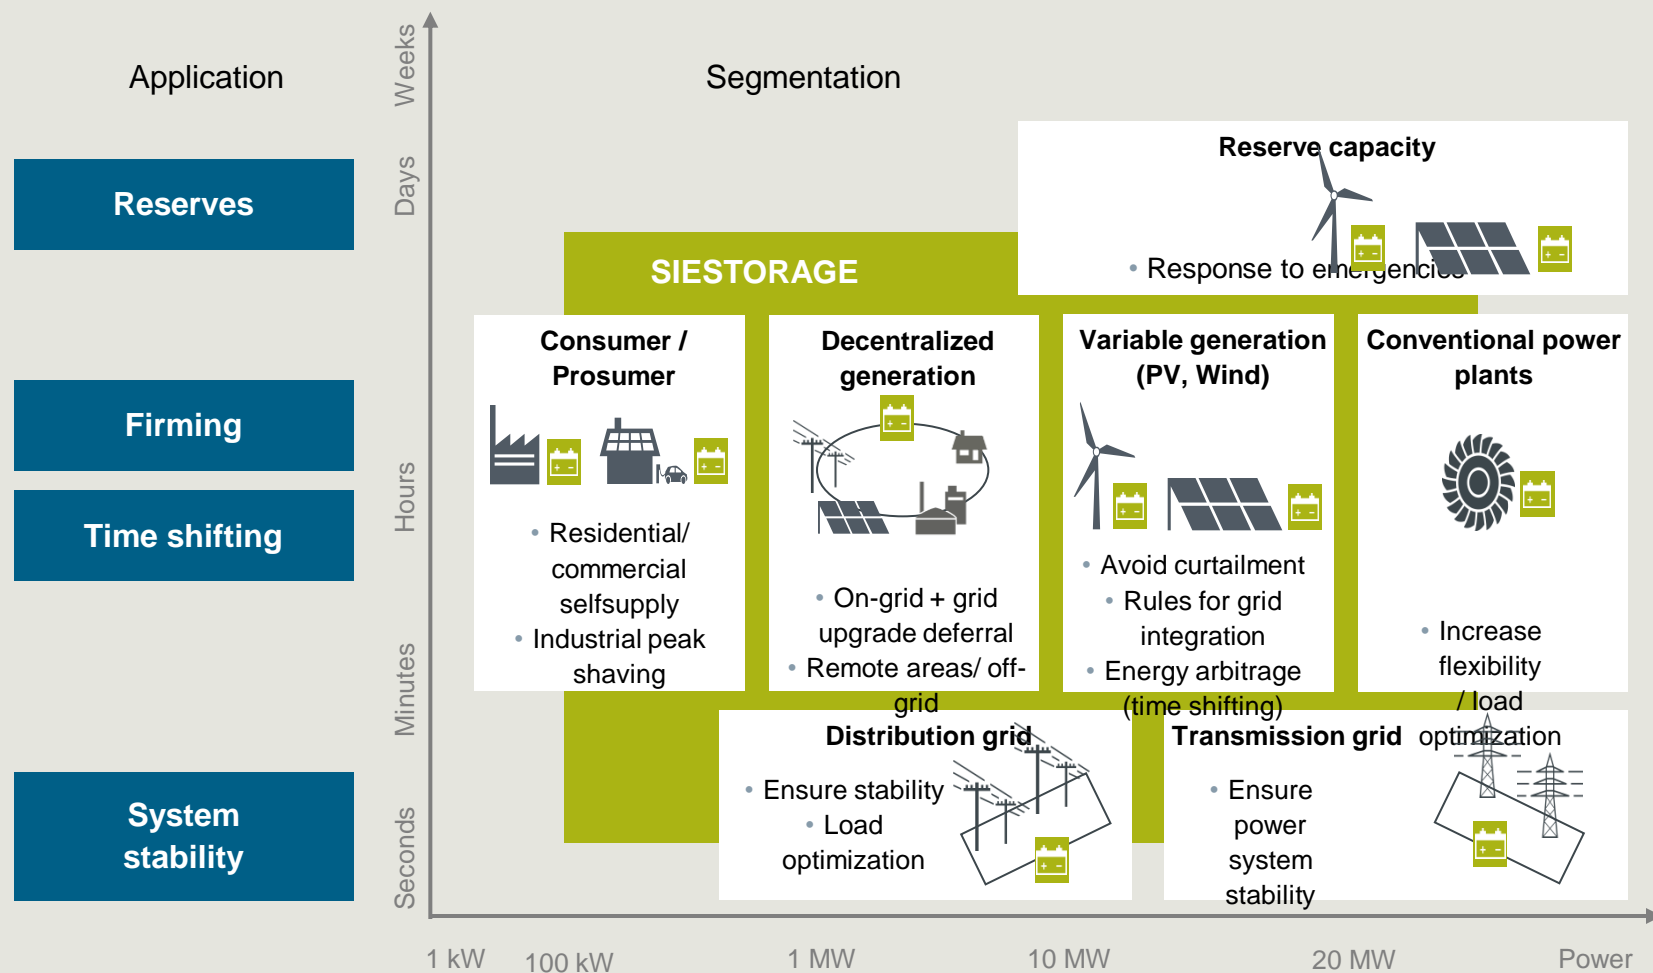 Application
Segmentation
Reserves
Firming
Time shifting
System
stability
Weeks
Days
Hours
Minutes
Seconds
SIESTORAGE
Reserve capacity
• Response to emergencies
Consumer /
Prosumer
• Residential/
commercial
selfsupply
• Industrial peak
shaving
Decentralized
generation
• On-grid + grid
upgrade deferral
• Remote areas/ off-
grid
Variable generation
(PV, Wind)
• Avoid curtailment
• Rules for grid
integration
• Energy arbitrage
(time shifting)
Conventional power
plants
• Increase
flexibility
/ load
optimization
Distribution grid
• Ensure stability
• Load
optimization
Transmission grid
• Ensure
power
system
stability
1 kW
100 kW
1 MW
10 MW
20 MW
Power